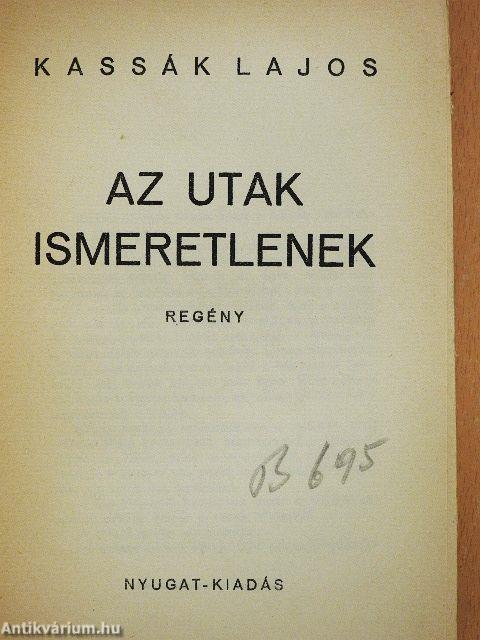 KASSÁK LAJOS
AZ UTAK
ISMERETLENEK
REGÉNY
B 695
NYUGAT-KIADÁS
Antikvárium.hu